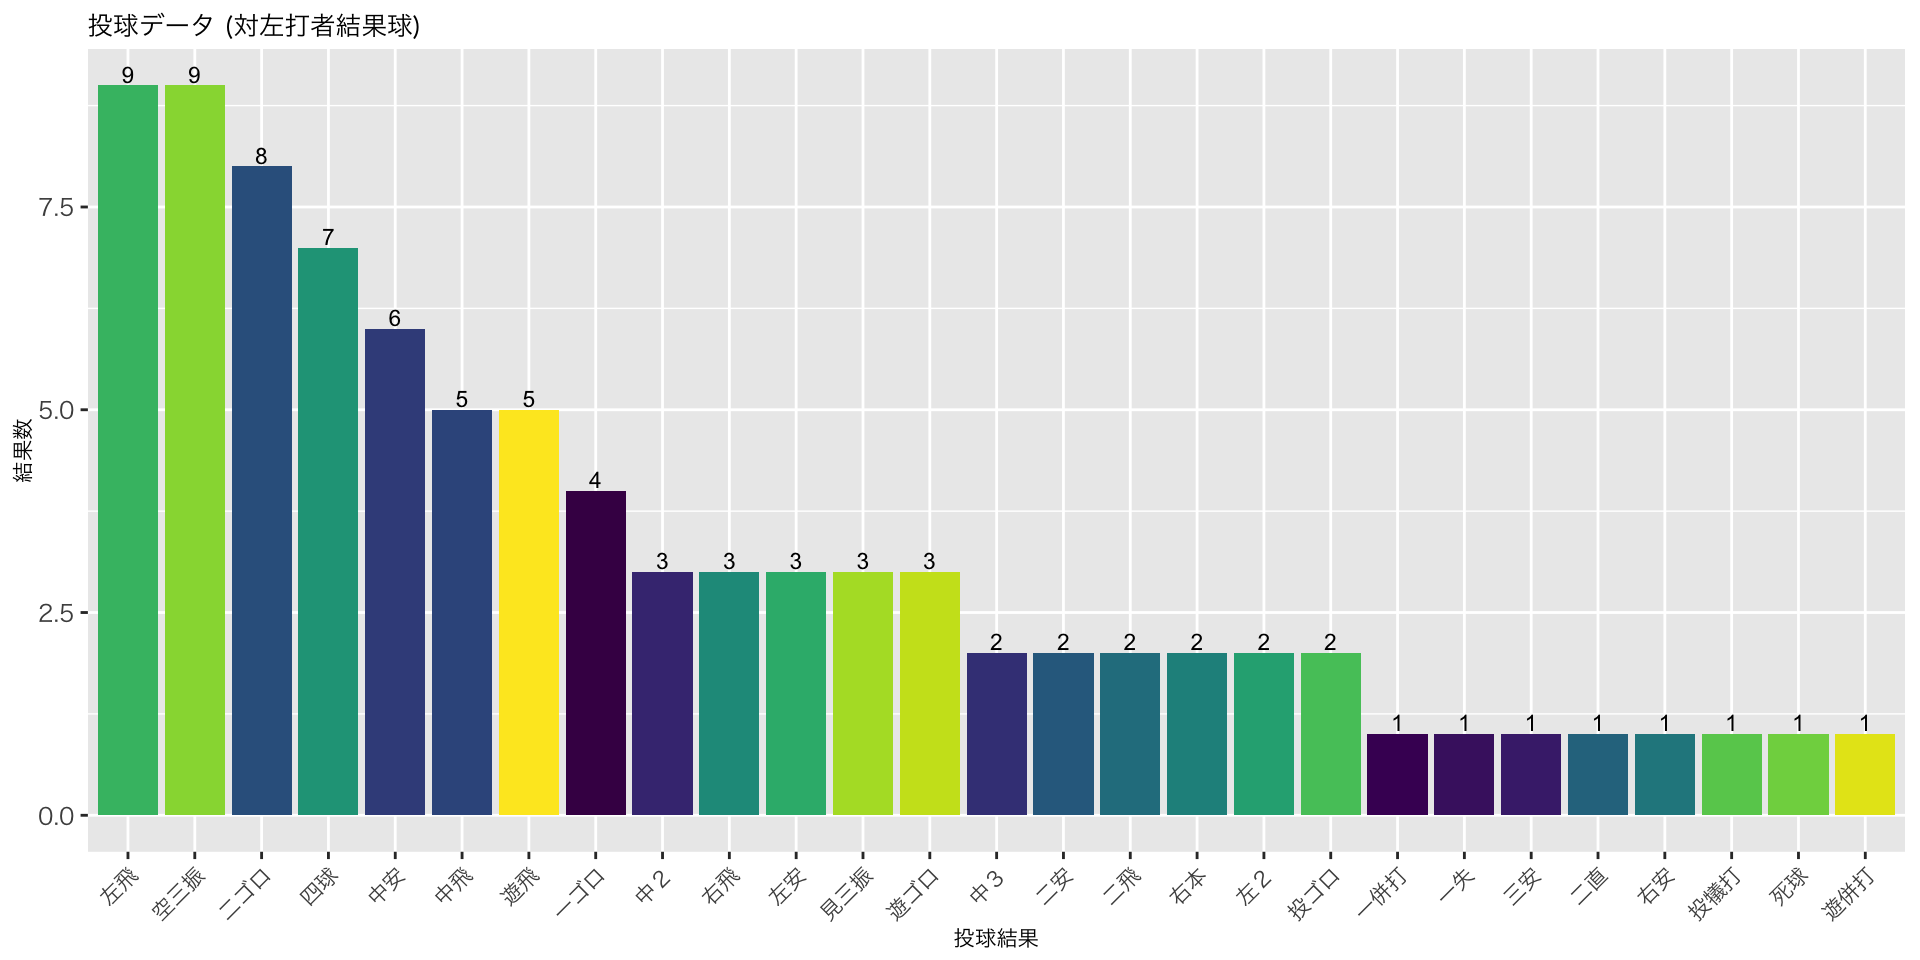 投球データ (対左打者結果球)
結果数
7.5
5.0
2.5
0.0
9 9 8 7 6 5 5 4 3 3 3 3 3 2 2 2 2 2 2 1 1 1 1 1 1 1 1
左飛 空三振 二ゴロ 四球 中安 中飛 遊飛 一ゴロ 中２ 右飛 左安 見三振 遊ゴロ 中３ 二安 二飛 右本 左２ 投ゴロ 一併打 一失 三安 二直 右安 投犠打 死球 遊併打
投球結果